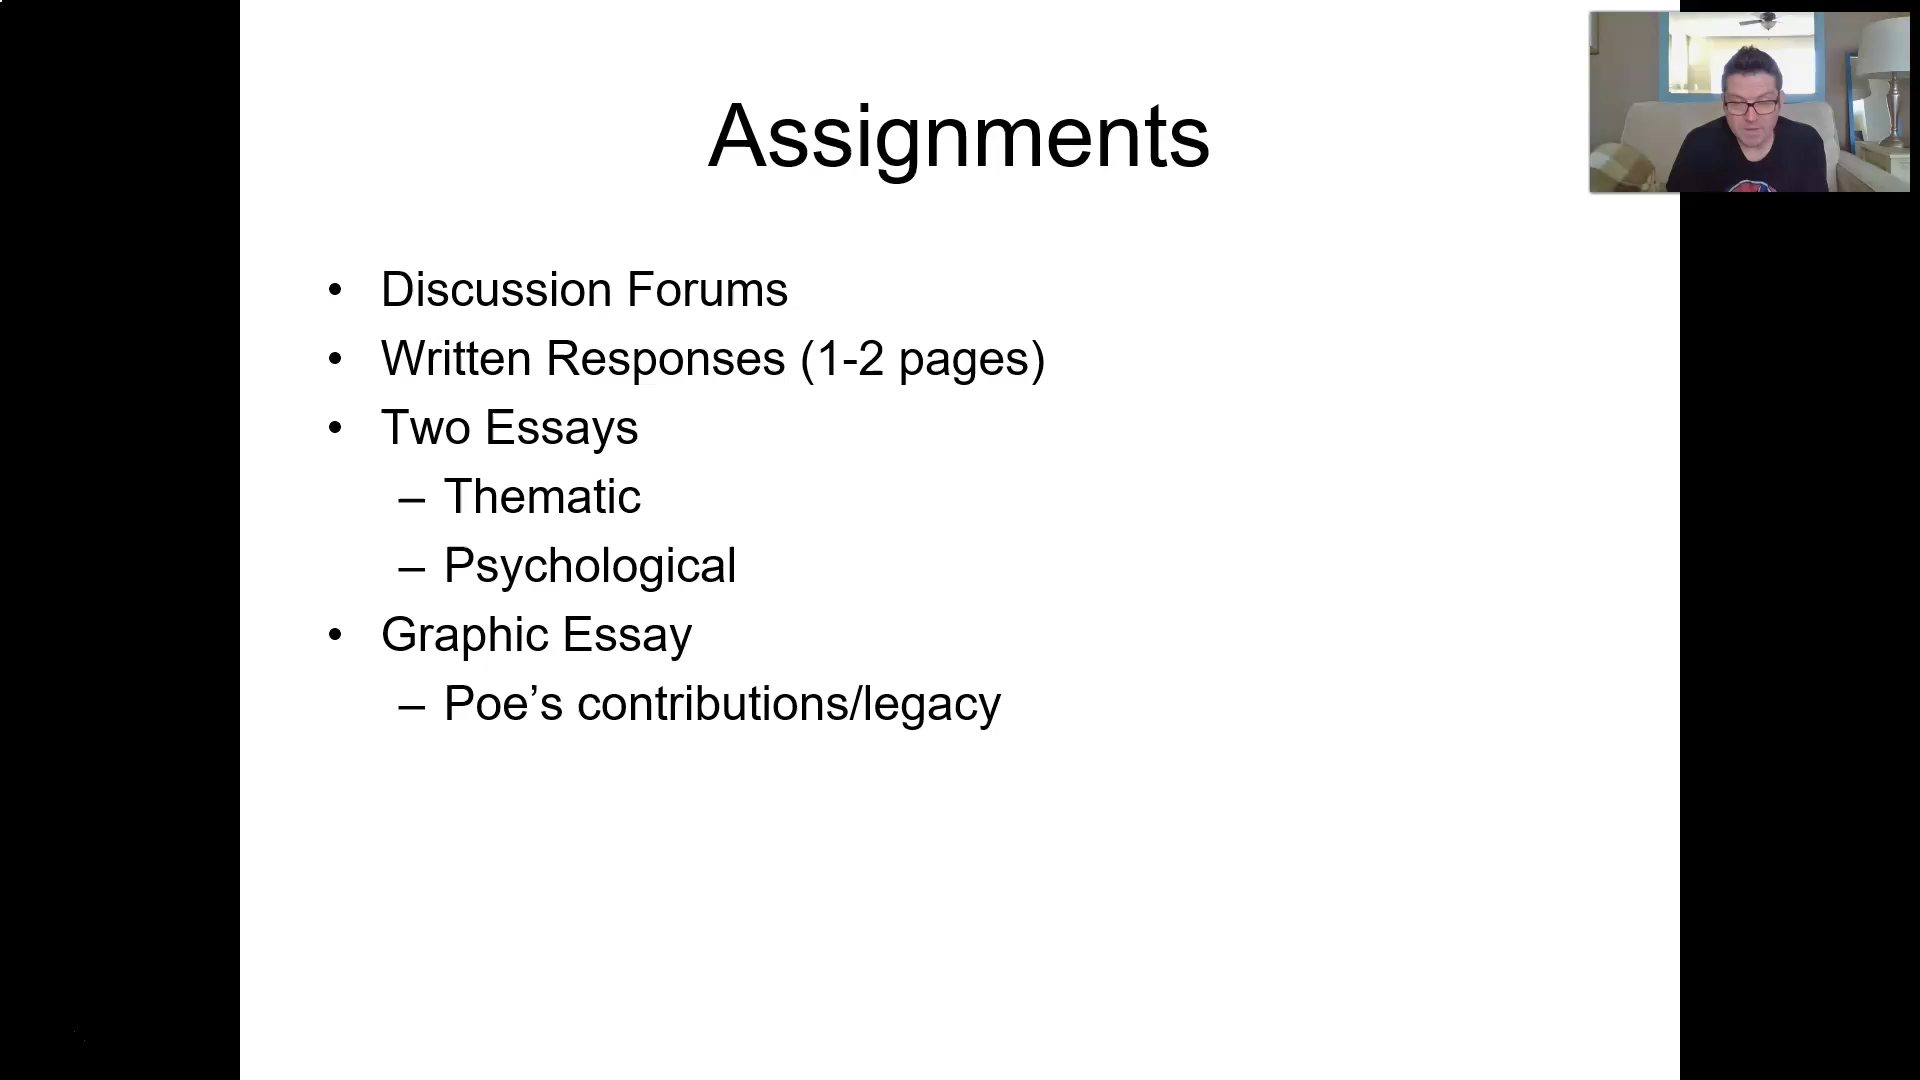 Assignments
• Discussion Forums
• Written Responses (1-2 pages)
• Two Essays
– Thematic
– Psychological
• Graphic Essay
– Poe’s contributions/legacy